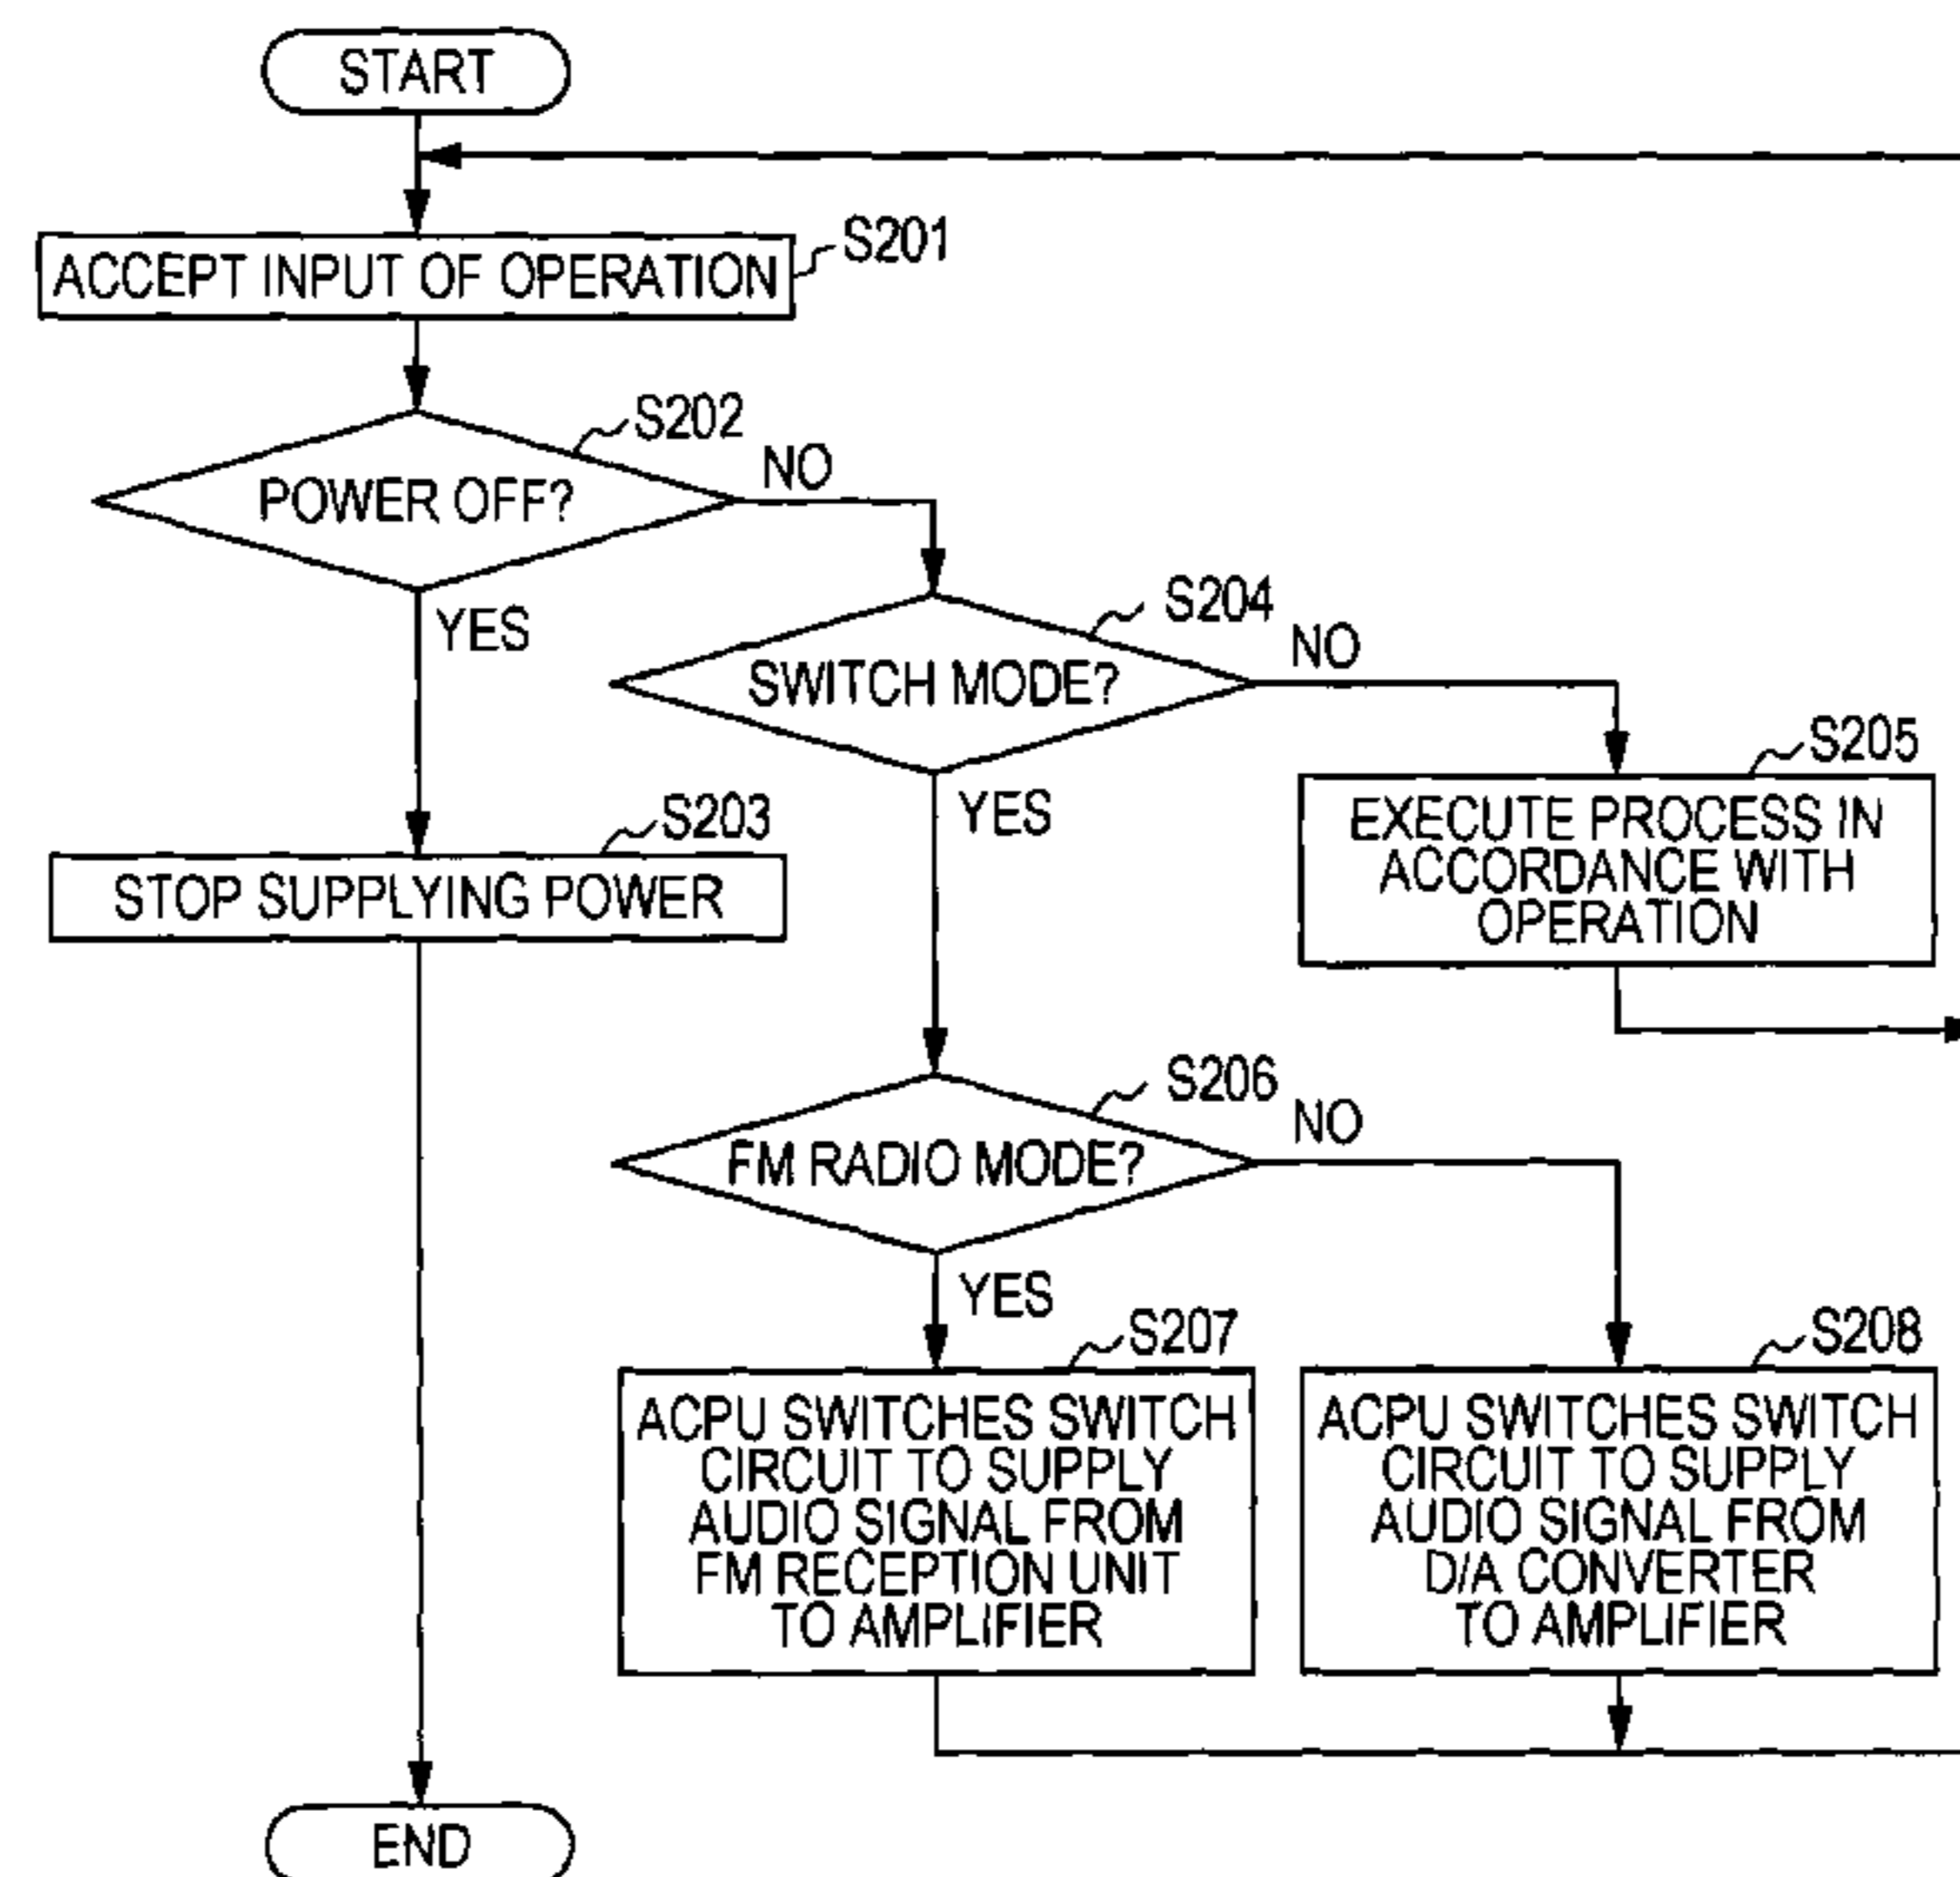 START
ACCEPT INPUT OF OPERATION
S201
S202
POWER OFF?
NO
YES
S203
STOP SUPPLYING POWER
S204
SWITCH MODE?
NO
YES
S205
EXECUTE PROCESS IN
ACCORDANCE WITH
OPERATION
S206
FM RADIO MODE?
NO
YES
S207
ACPU SWITCHES SWITCH
CIRCUIT TO SUPPLY
AUDIO SIGNAL FROM
FM RECEPTION UNIT
TO AMPLIFIER
S208
ACPU SWITCHES SWITCH
CIRCUIT TO SUPPLY
AUDIO SIGNAL FROM
D/A CONVERTER
TO AMPLIFIER
END